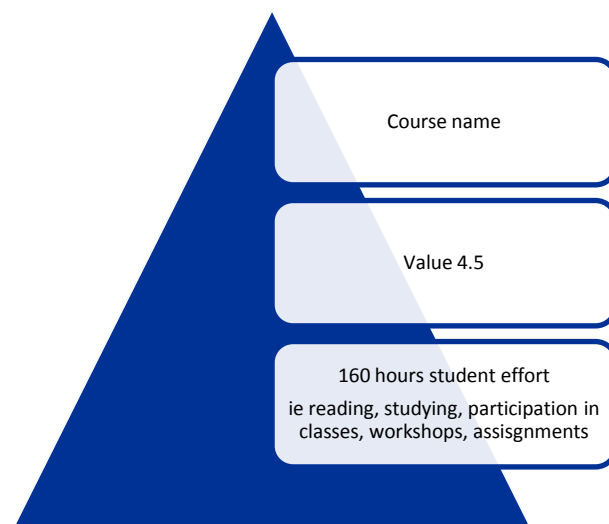 Course name
Value 4.5
160 hours student effort
ie reading, studying, participation in
classes, workshops, assisgnments